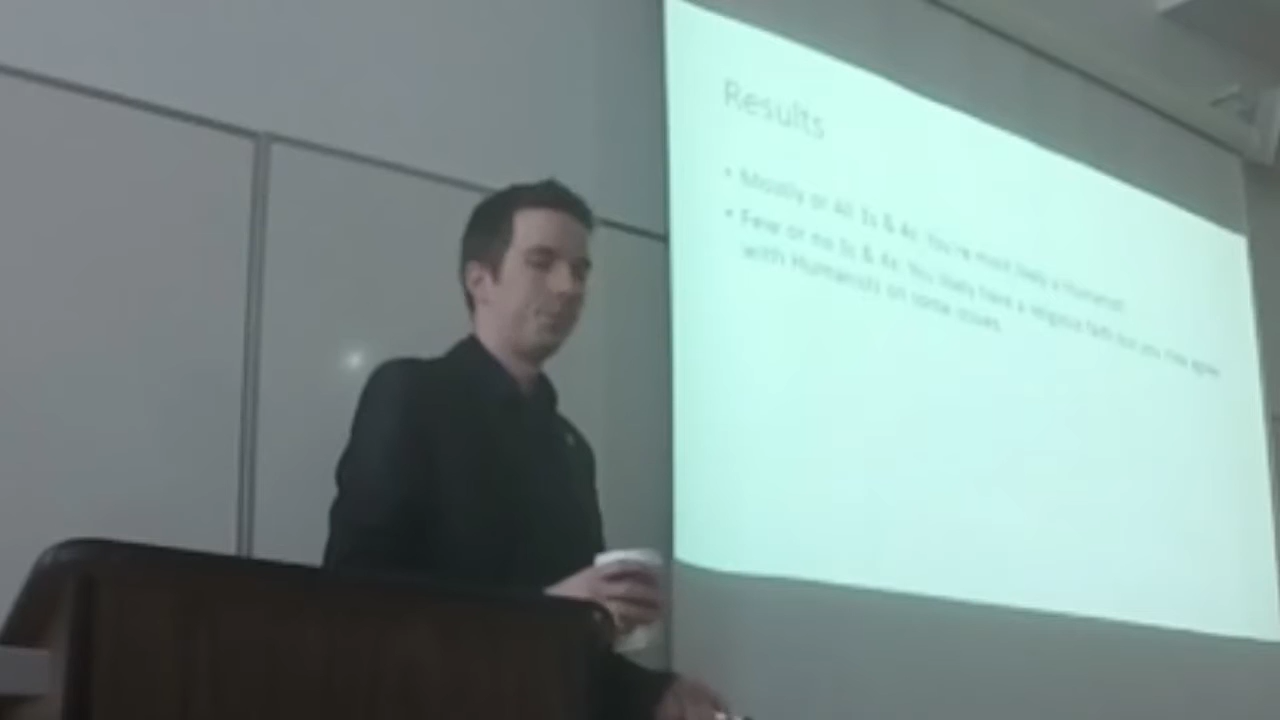 Results
• Mostly or All 3s & 4s: You're most likely a Humanist!
• Few or no 3s & 4s: You likely have a religious faith but you may agree
with Humanists on some issues.